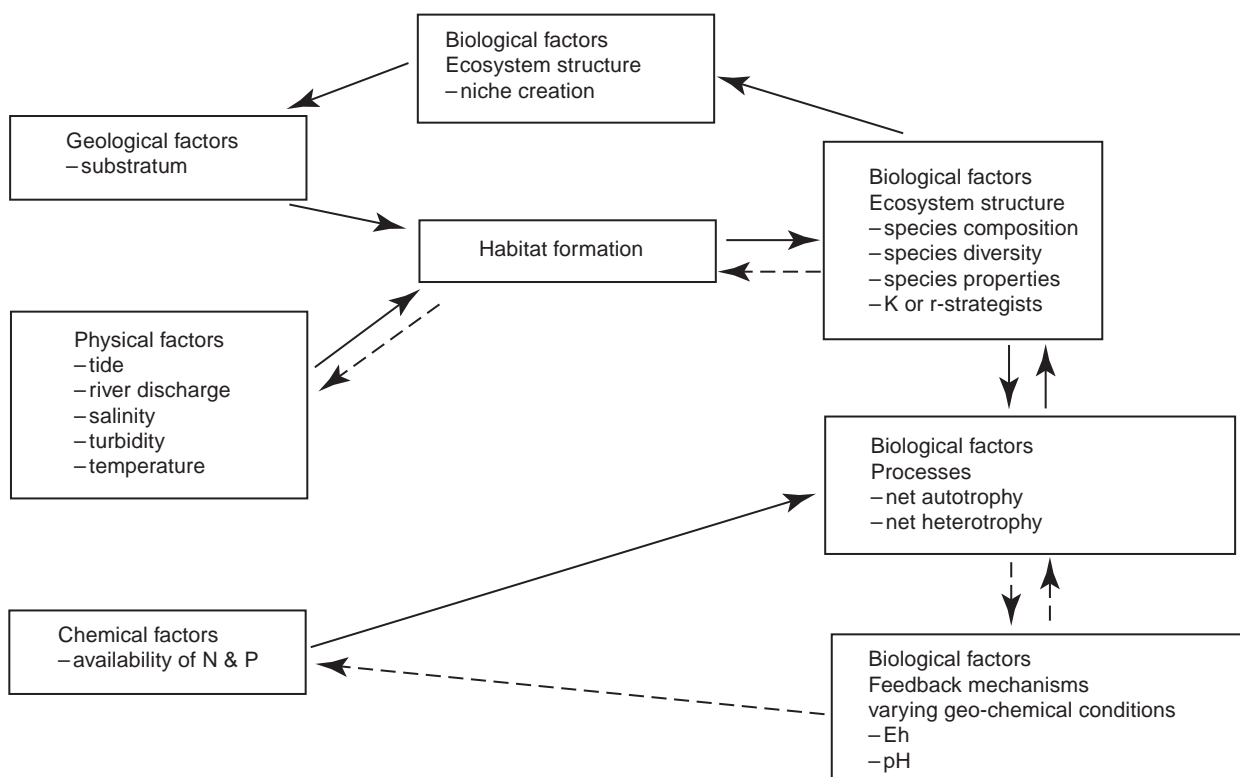 Biological factors
Ecosystem structure
–niche creation
Geological factors
–substratum
Biological factors
Ecosystem structure
–species composition
–species diversity
–species properties
–K or r-strategists
Habitat formation
Physical factors
–tide
–river discharge
–salinity
–turbidity
–temperature
Biological factors
Processes
–net autotrophy
–net heterotrophy
Chemical factors
–availability of N & P
Biological factors
Feedback mechanisms
varying geo-chemical conditions
–Eh
–pH